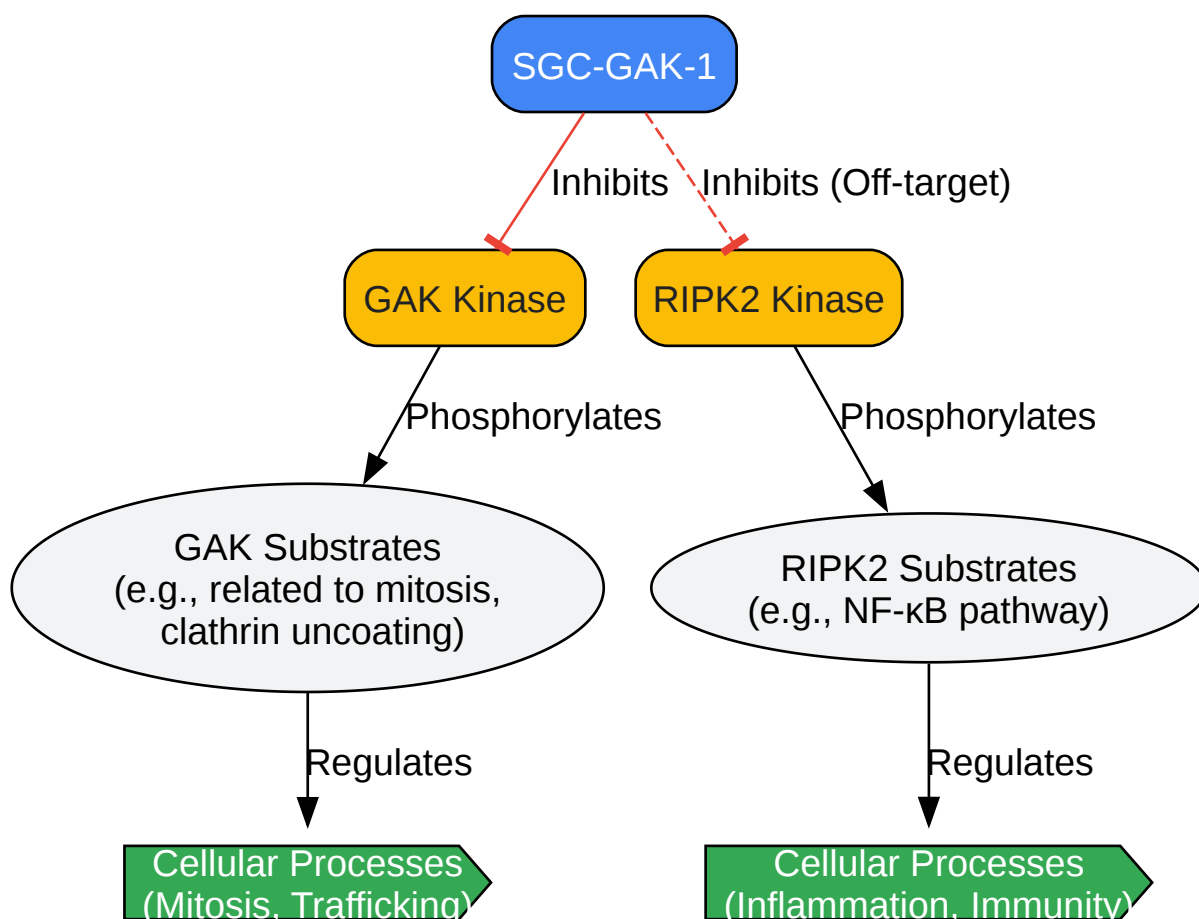 SGC-GAK-1
Inhibits
Inhibits (Off-target)
GAK Kinase
RIPK2 Kinase
Phosphorylates
Phosphorylates
GAK Substrates
(e.g., related to mitosis,
clathrin uncoating)
RIPK2 Substrates
(e.g., NF-κB pathway)
Regulates
Regulates
Cellular Processes
(Mitosis, Trafficking)
Cellular Processes
(Inflammation, Immunity)